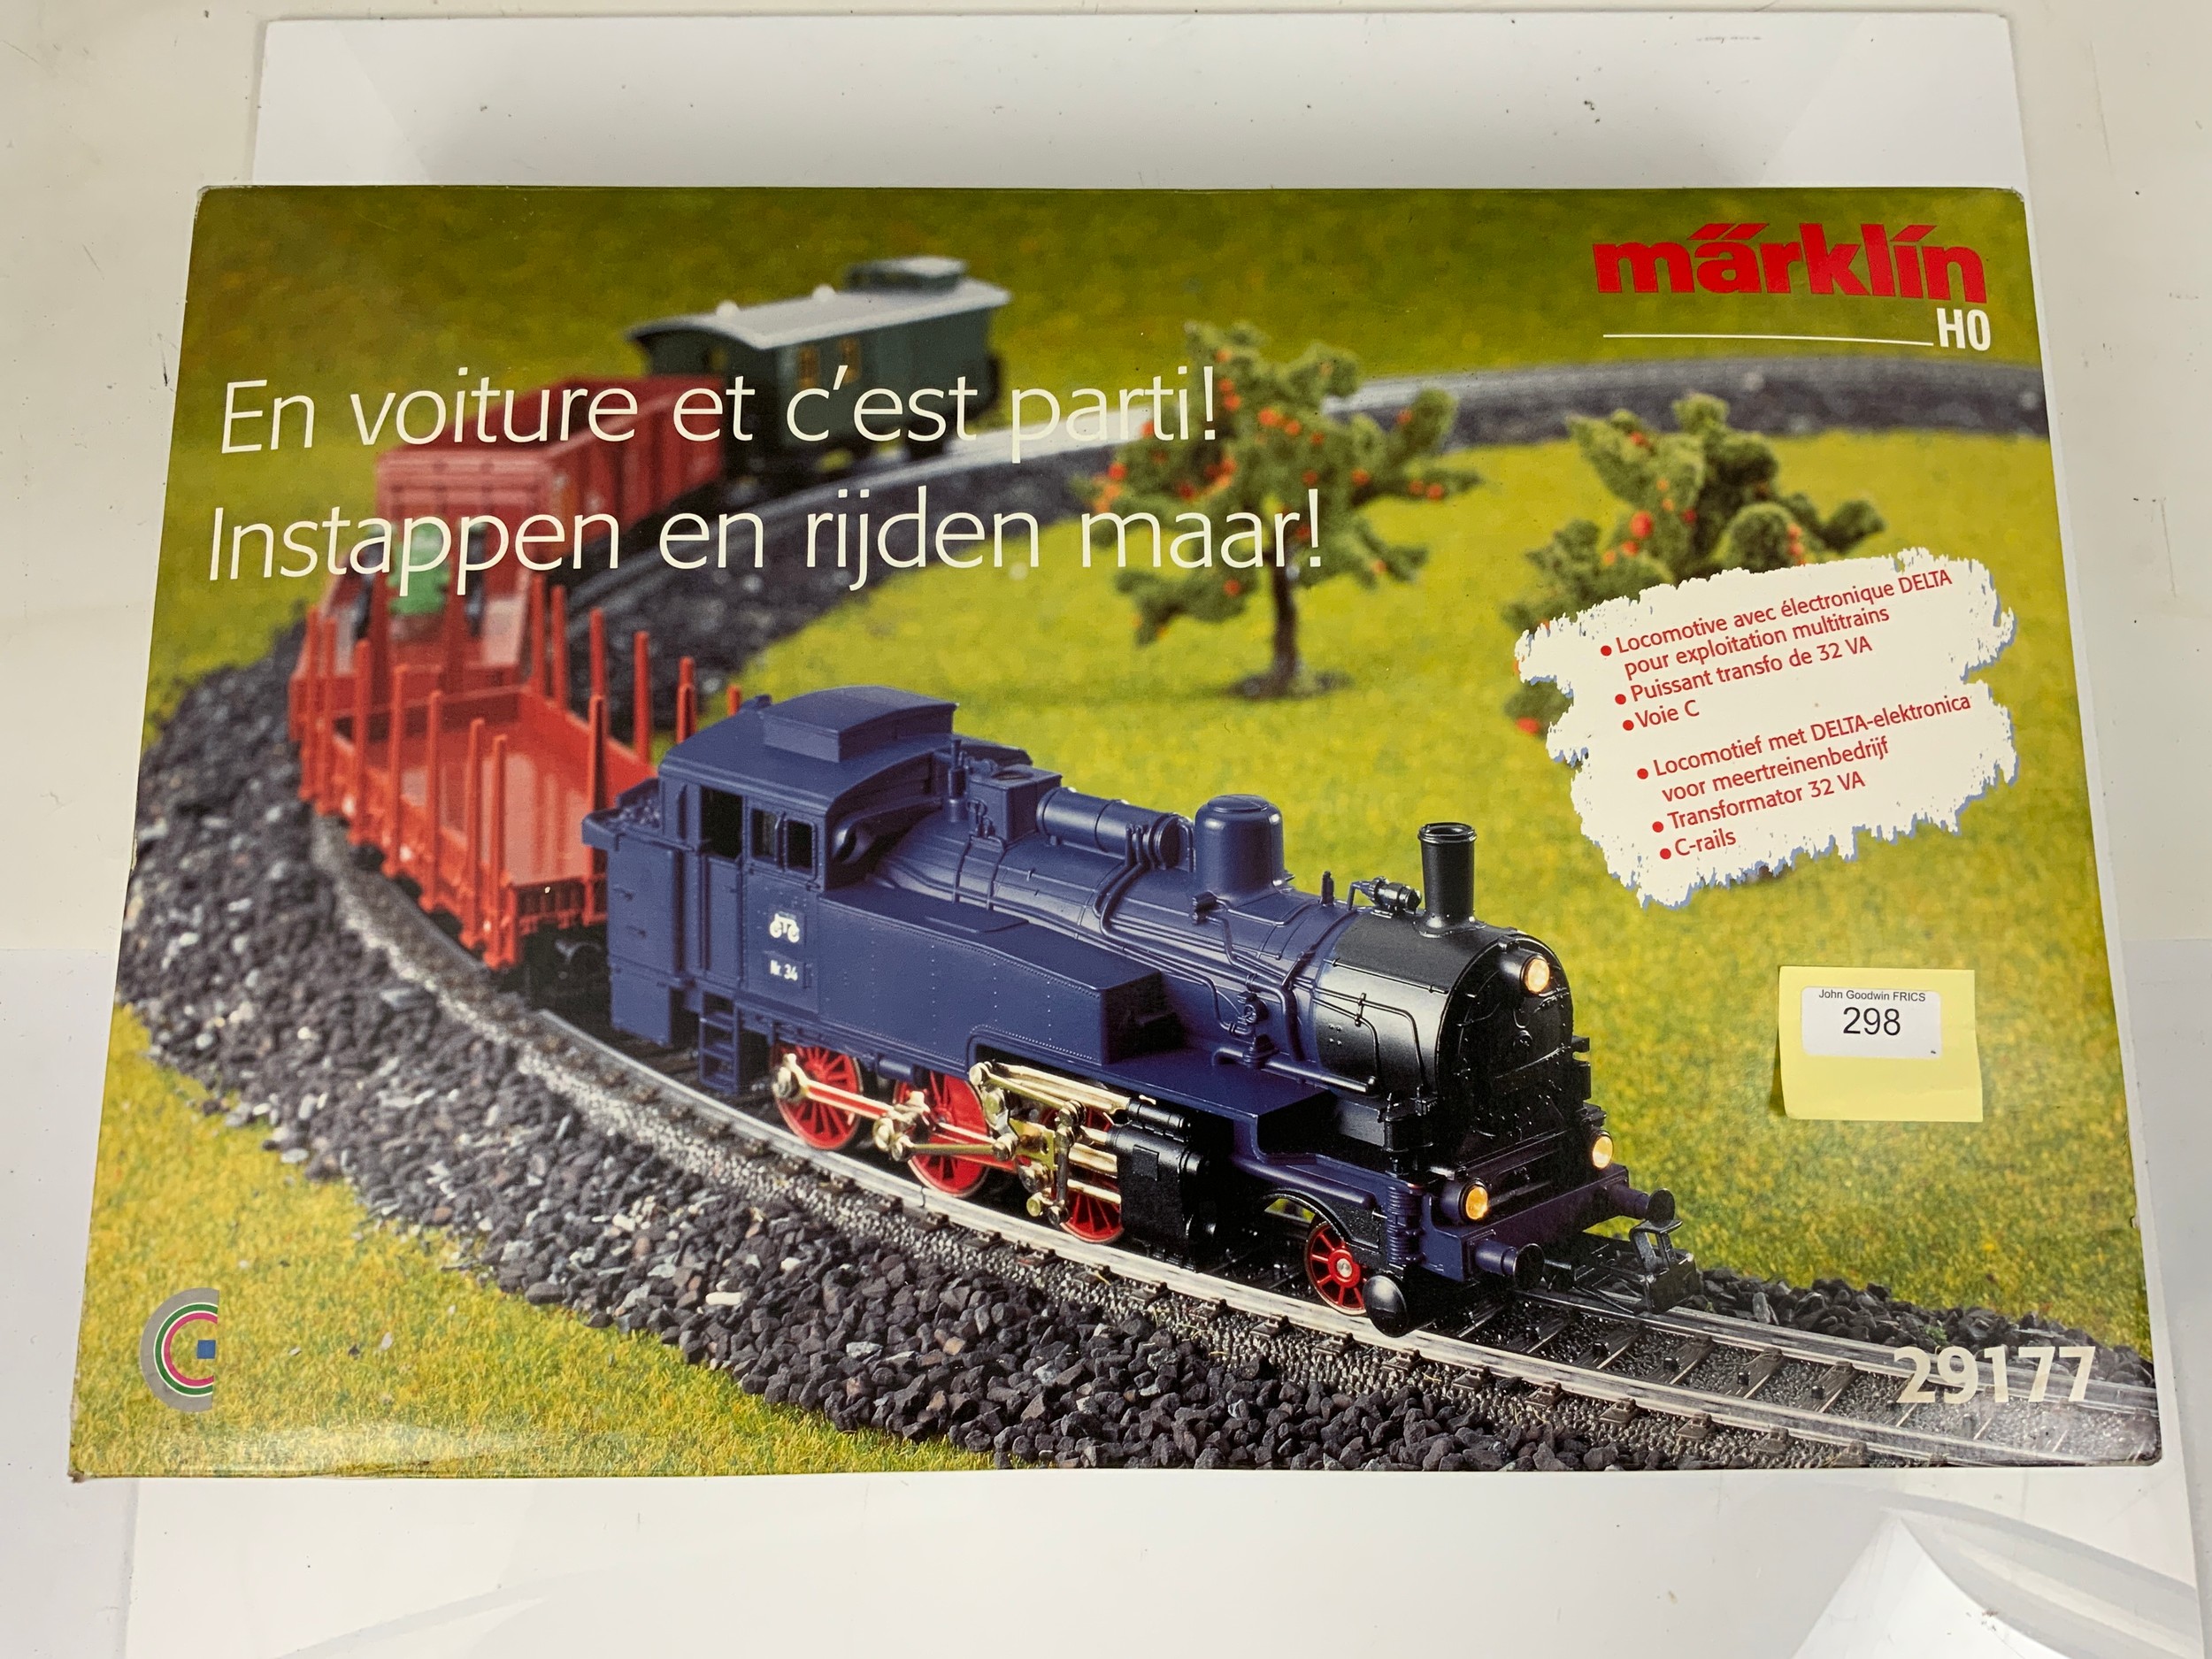 märklin
H0
En voiture et c'est parti!
Instappen en rijden maar!
• Locomotive avec électronique DELTA
pour exploitation multitrains
• Puissant transfo de 32 VA
• Voie C
• Locomotief met DELTA-elektronica
voor meertreinenbedrijf
• Transformator 32 VA
• C-rails
Nr. 34
John Goodwin FRICS
298
29177